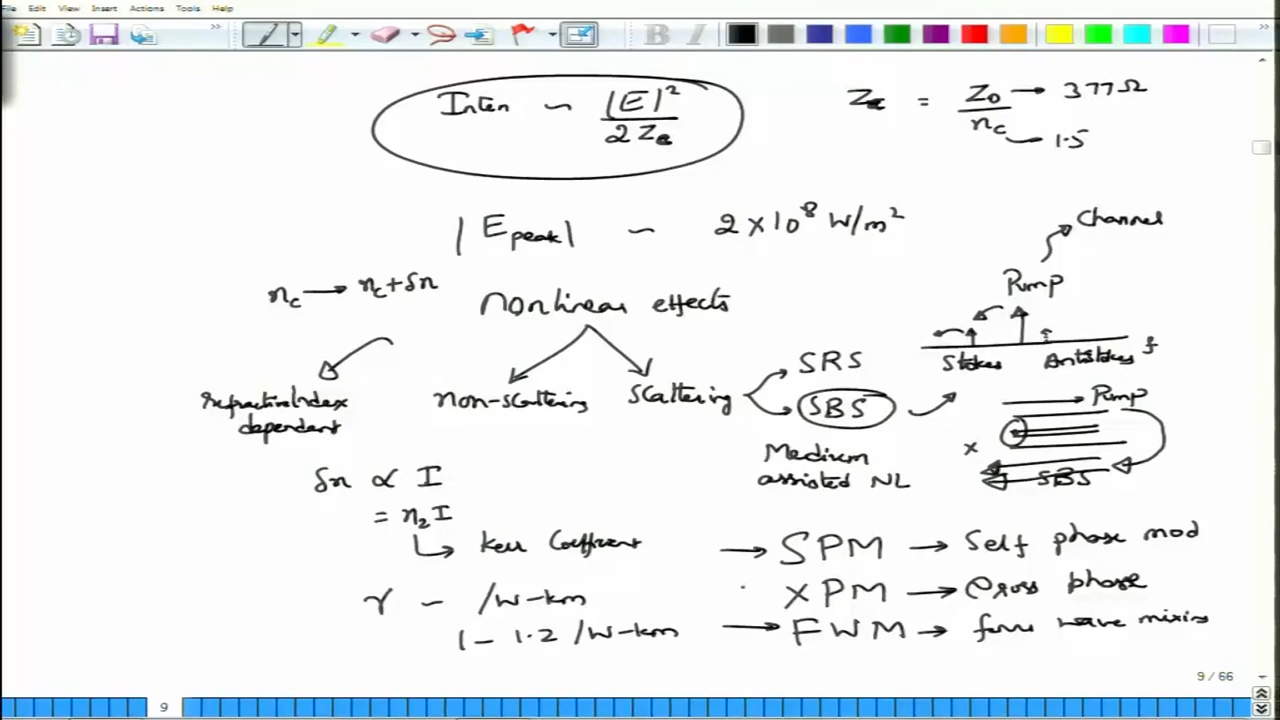 File Edit View Insert Actions Tools Help
Inten ~ |E|² / 2Zc
Zc = Z0 / nc
→ 377Ω
→ 1.5
|Epeak| ~ 2×10⁸ W/m²
Channel
Pump
nc → nc+δn
nonlinear effects
Stokes Antistokes f
refractive index
dependent
non-scattering
scattering
SRS
SBS
Pump
x
SBS
Medium
assisted NL
δn ∝ I
= n2I
→ Kerr Coefficient
γ ~ /W-km
1 – 1.2 /W-km
→ SPM → Self phase mod
XPM → Cross phase
→ FWM → four wave mixing
9 / 66
9